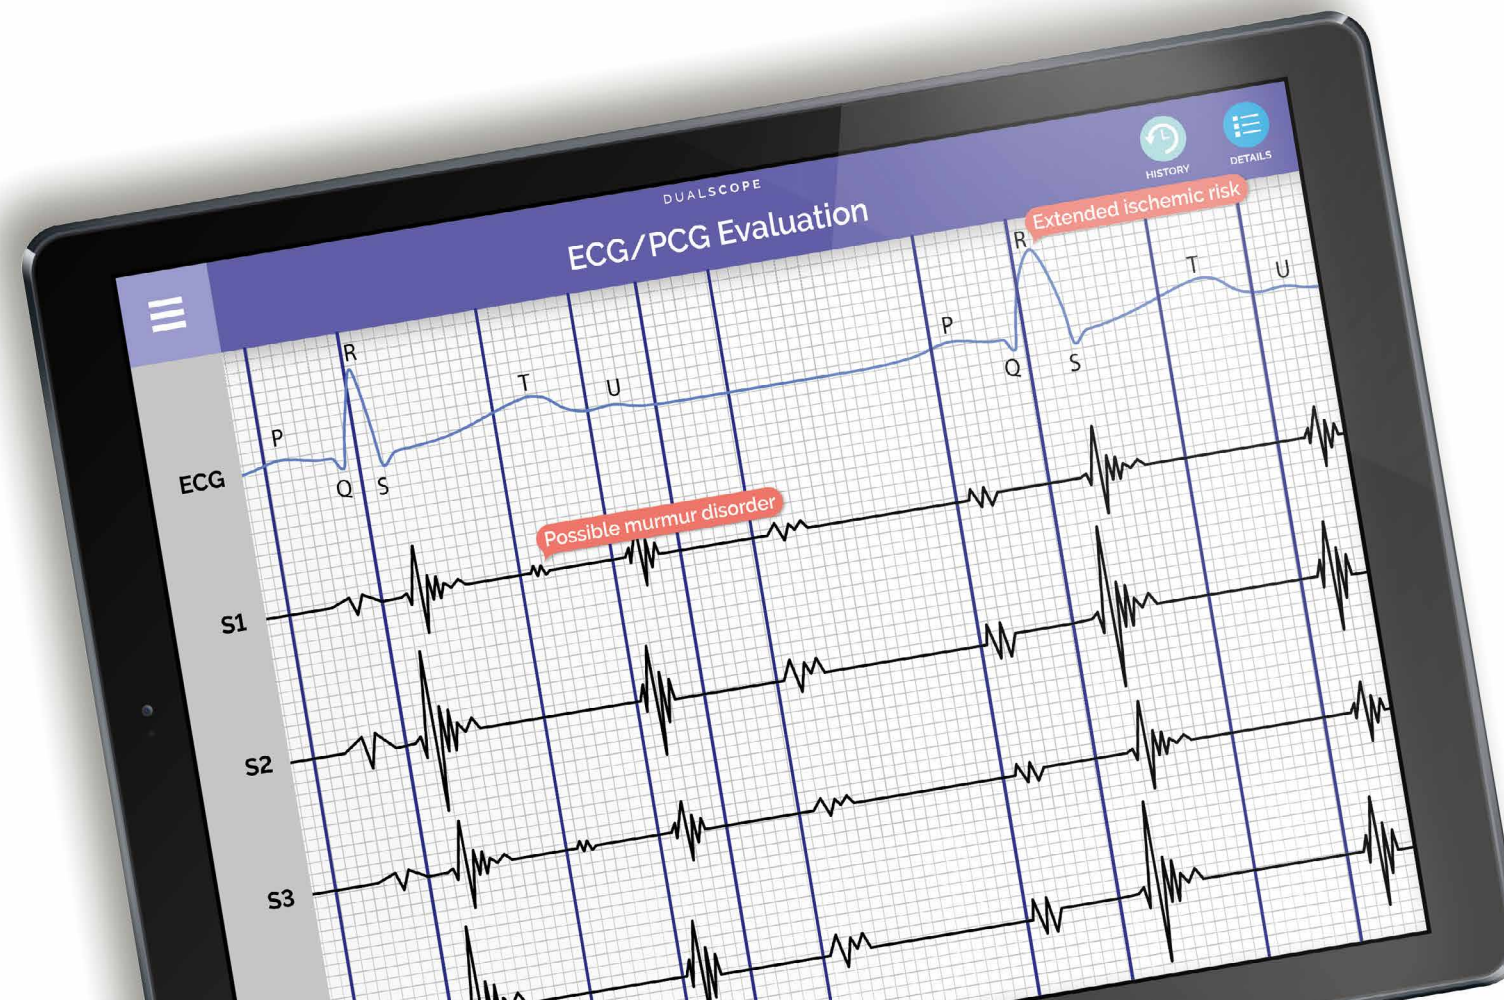 DUALSCOPE
ECG/PCG Evaluation
HISTORY
DETAILS
Extended ischemic risk
R
T
U
P
Q
S
R
T
U
P
Q
S
ECG
Possible murmur disorder
S1
S2
S3